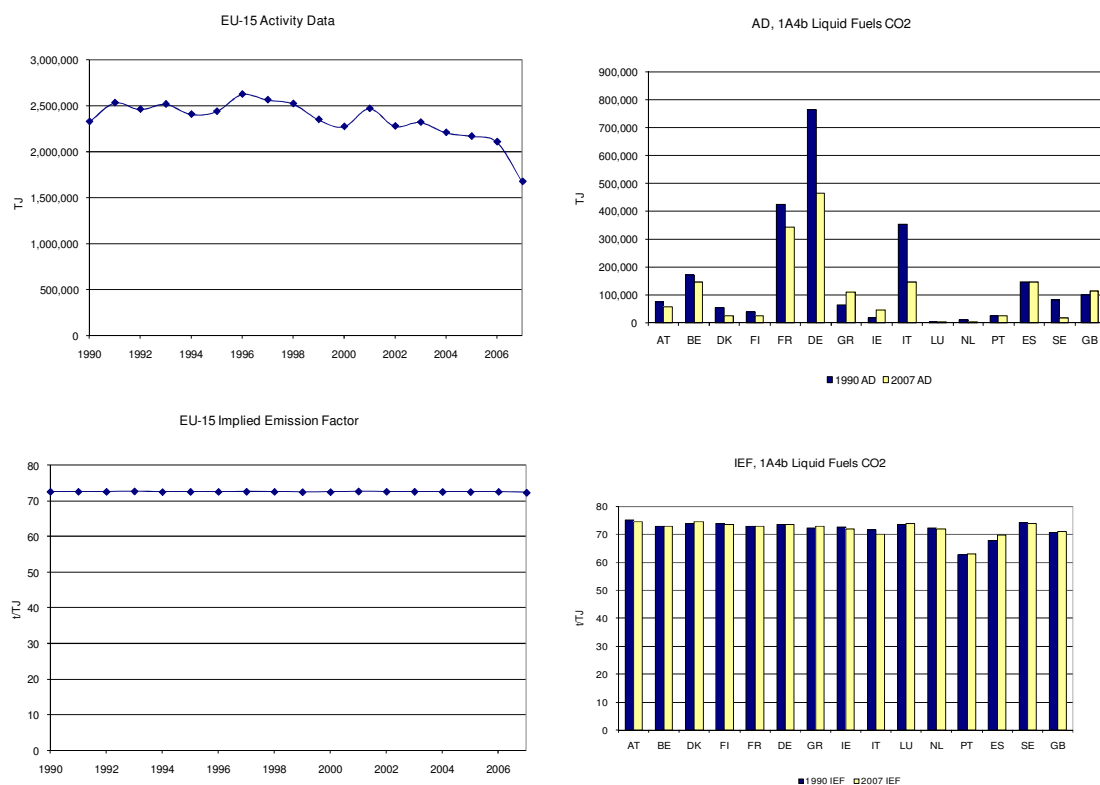 EU-15 Activity Data
3,000,000
2,500,000
2,000,000
1,500,000
1,000,000
500,000
0
TJ
1990 1992 1994 1996 1998 2000 2002 2004 2006
AD, 1A4b Liquid Fuels CO2
900,000
800,000
700,000
600,000
500,000
400,000
300,000
200,000
100,000
0
TJ
AT BE DK FI FR DE GR IE IT LU NL PT ES SE GB
1990 AD 2007 AD
EU-15 Implied Emission Factor
80
70
60
50
40
30
20
10
0
t/TJ
1990 1992 1994 1996 1998 2000 2002 2004 2006
IEF, 1A4b Liquid Fuels CO2
80
70
60
50
40
30
20
10
0
t/TJ
AT BE DK FI FR DE GR IE IT LU NL PT ES SE GB
1990 IEF 2007 IEF